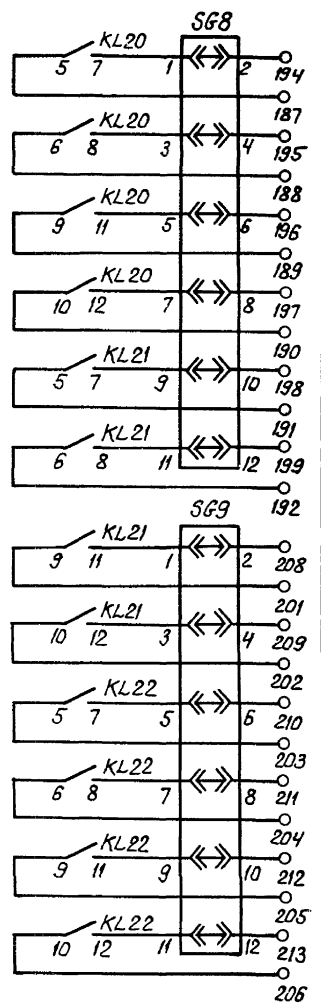 SG8
KL20
5 7 1 2 194
187
KL20
6 8 3 4 195
188
KL20
9 11 5 6 196
189
KL20
10 12 7 8 197
190
KL21
5 7 9 10 198
191
KL21
6 8 11 12 199
192
SG9
KL21
9 11 1 2 208
201
KL21
10 12 3 4 209
202
KL22
5 7 5 6 210
203
KL22
6 8 7 8 211
204
KL22
9 11 9 10 212
205
KL22
10 12 11 12 213
206